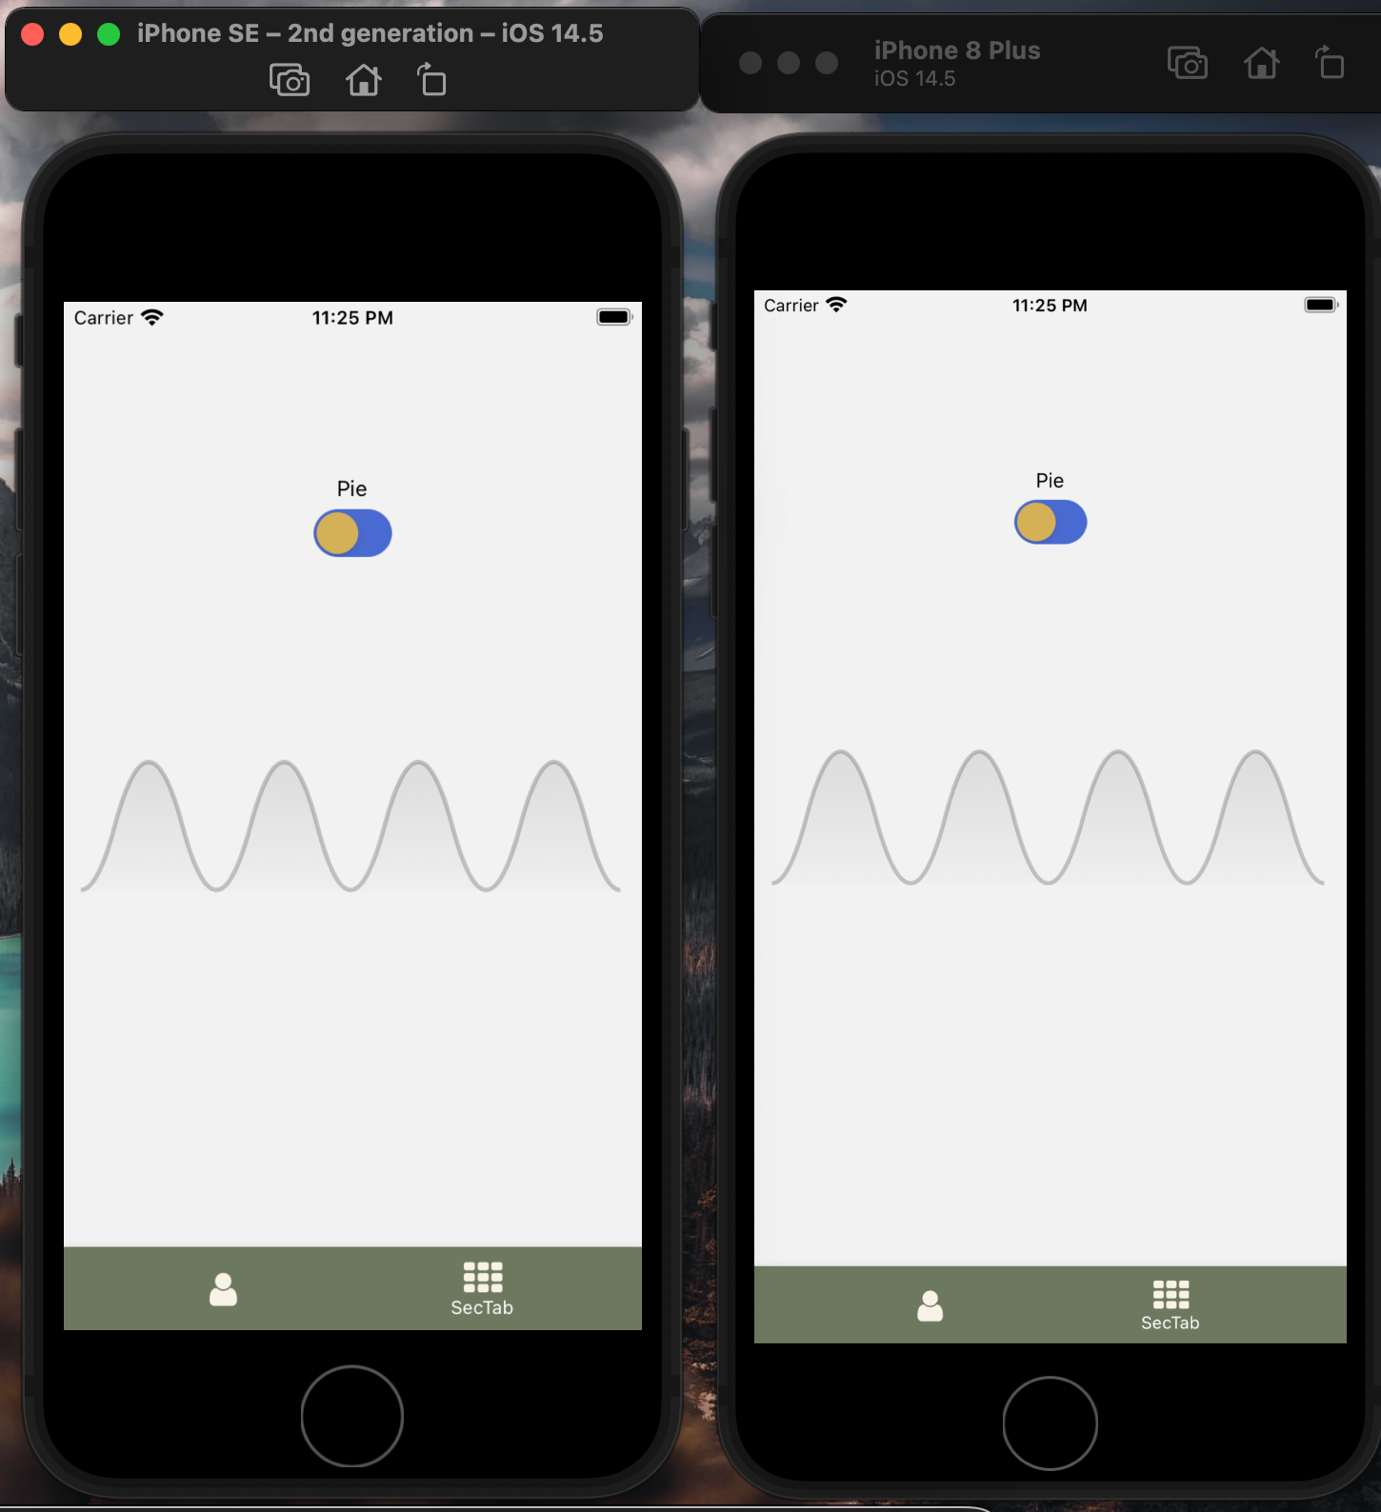 iPhone SE – 2nd generation – iOS 14.5
iPhone 8 Plus
iOS 14.5
Carrier 11:25 PM
Pie
SecTab
Carrier 11:25 PM
Pie
SecTab